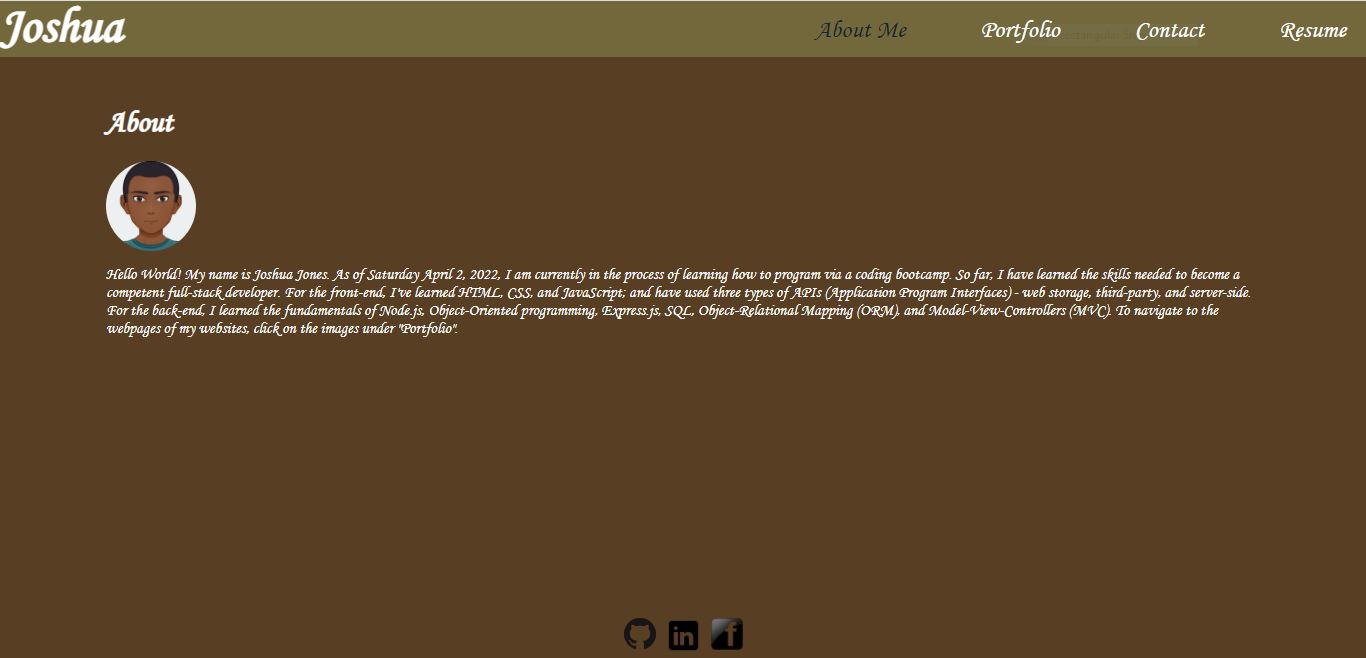 Joshua
About Me Portfolio Contact Resume
About
Hello World! My name is Joshua Jones. As of Saturday April 2, 2022, I am currently in the process of learning how to program via a coding bootcamp. So far, I have learned the skills needed to become a
competent full-stack developer. For the front-end, I've learned HTML, CSS, and JavaScript; and have used three types of APIs (Application Program Interfaces) - web storage, third-party, and server-side.
For the back-end, I learned the fundamentals of Node.js, Object-Oriented programming, Express.js, SQL, Object-Relational Mapping (ORM), and Model-View-Controllers (MVC). To navigate to the
webpages of my websites, click on the images under "Portfolio".
in f